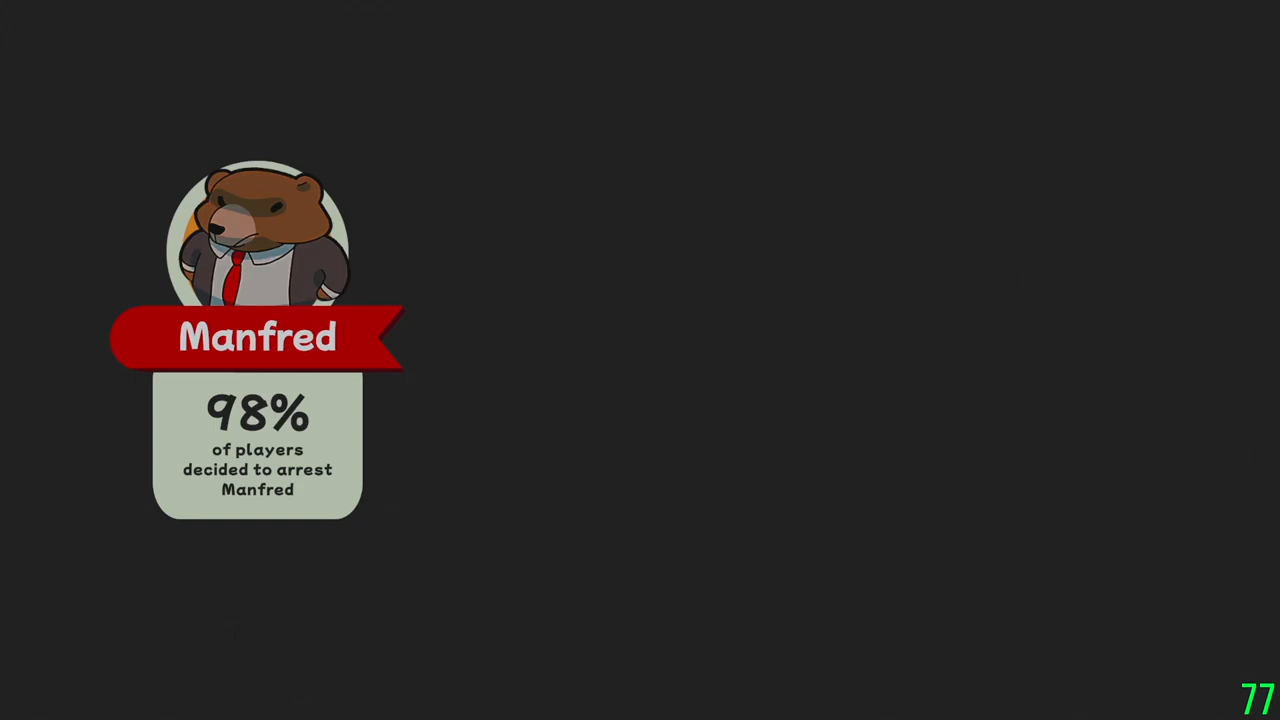 Manfred
98%
of players
decided to arrest
Manfred
77